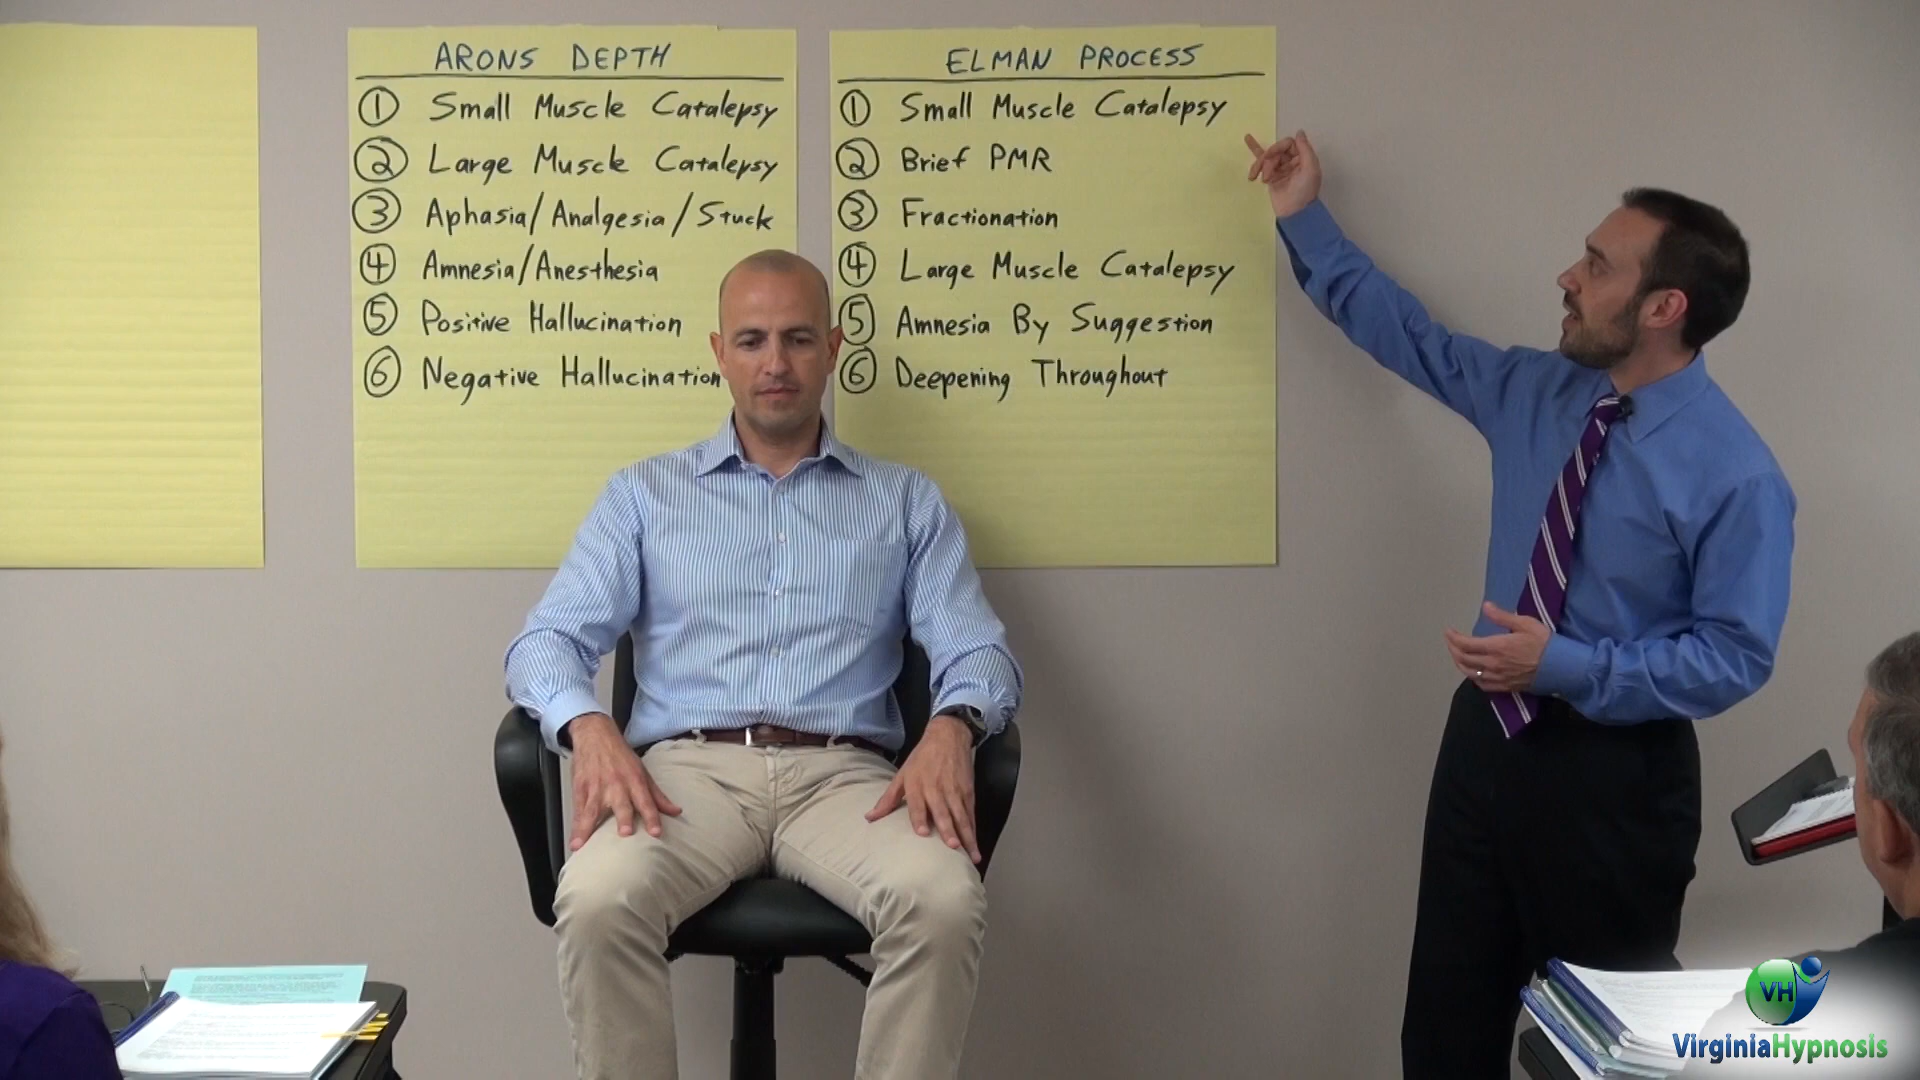 ARONS DEPTH
① Small Muscle Catalepsy
② Large Muscle Catalepsy
③ Aphasia/Analgesia/Stuck
④ Amnesia/Anesthesia
⑤ Positive Hallucination
⑥ Negative Hallucination
ELMAN PROCESS
① Small Muscle Catalepsy
② Brief PMR
③ Fractionation
④ Large Muscle Catalepsy
⑤ Amnesia By Suggestion
⑥ Deepening Throughout
VH
VirginiaHypnosis